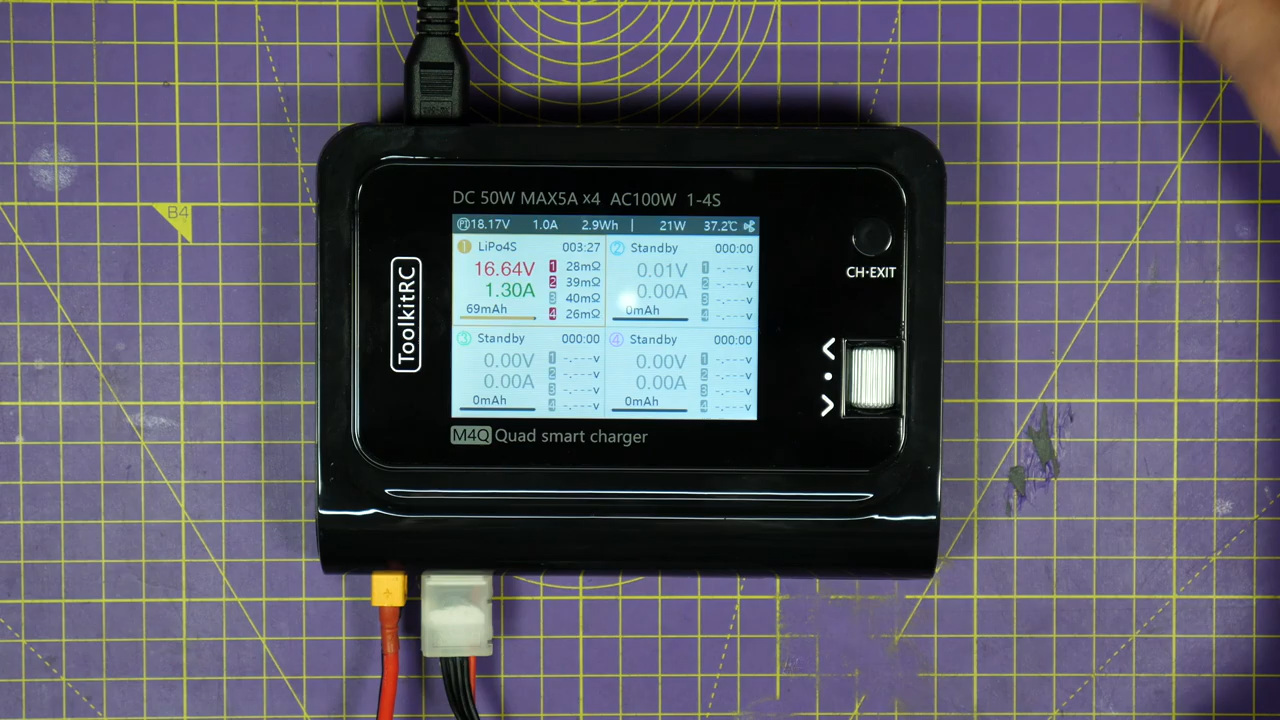 B4
DC 50W MAX5A x4 AC100W 1-4S
18.17V 1.0A 2.9Wh | 21W 37.2℃
1 LiPo4S 003:27
16.64V
1.30A
69mAh
1 28mΩ
2 39mΩ
3 40mΩ
4 26mΩ
2 Standby 000:00
0.01V
0.00A
0mAh
1 -.---V
2 -.---V
3 -.---V
4 -.---V
3 Standby 000:00
0.00V
0.00A
0mAh
1 -.---V
2 -.---V
3 -.---V
4 -.---V
4 Standby 000:00
0.00V
0.00A
0mAh
1 -.---V
2 -.---V
3 -.---V
4 -.---V
CH•EXIT
ToolkitRC
M4Q Quad smart charger